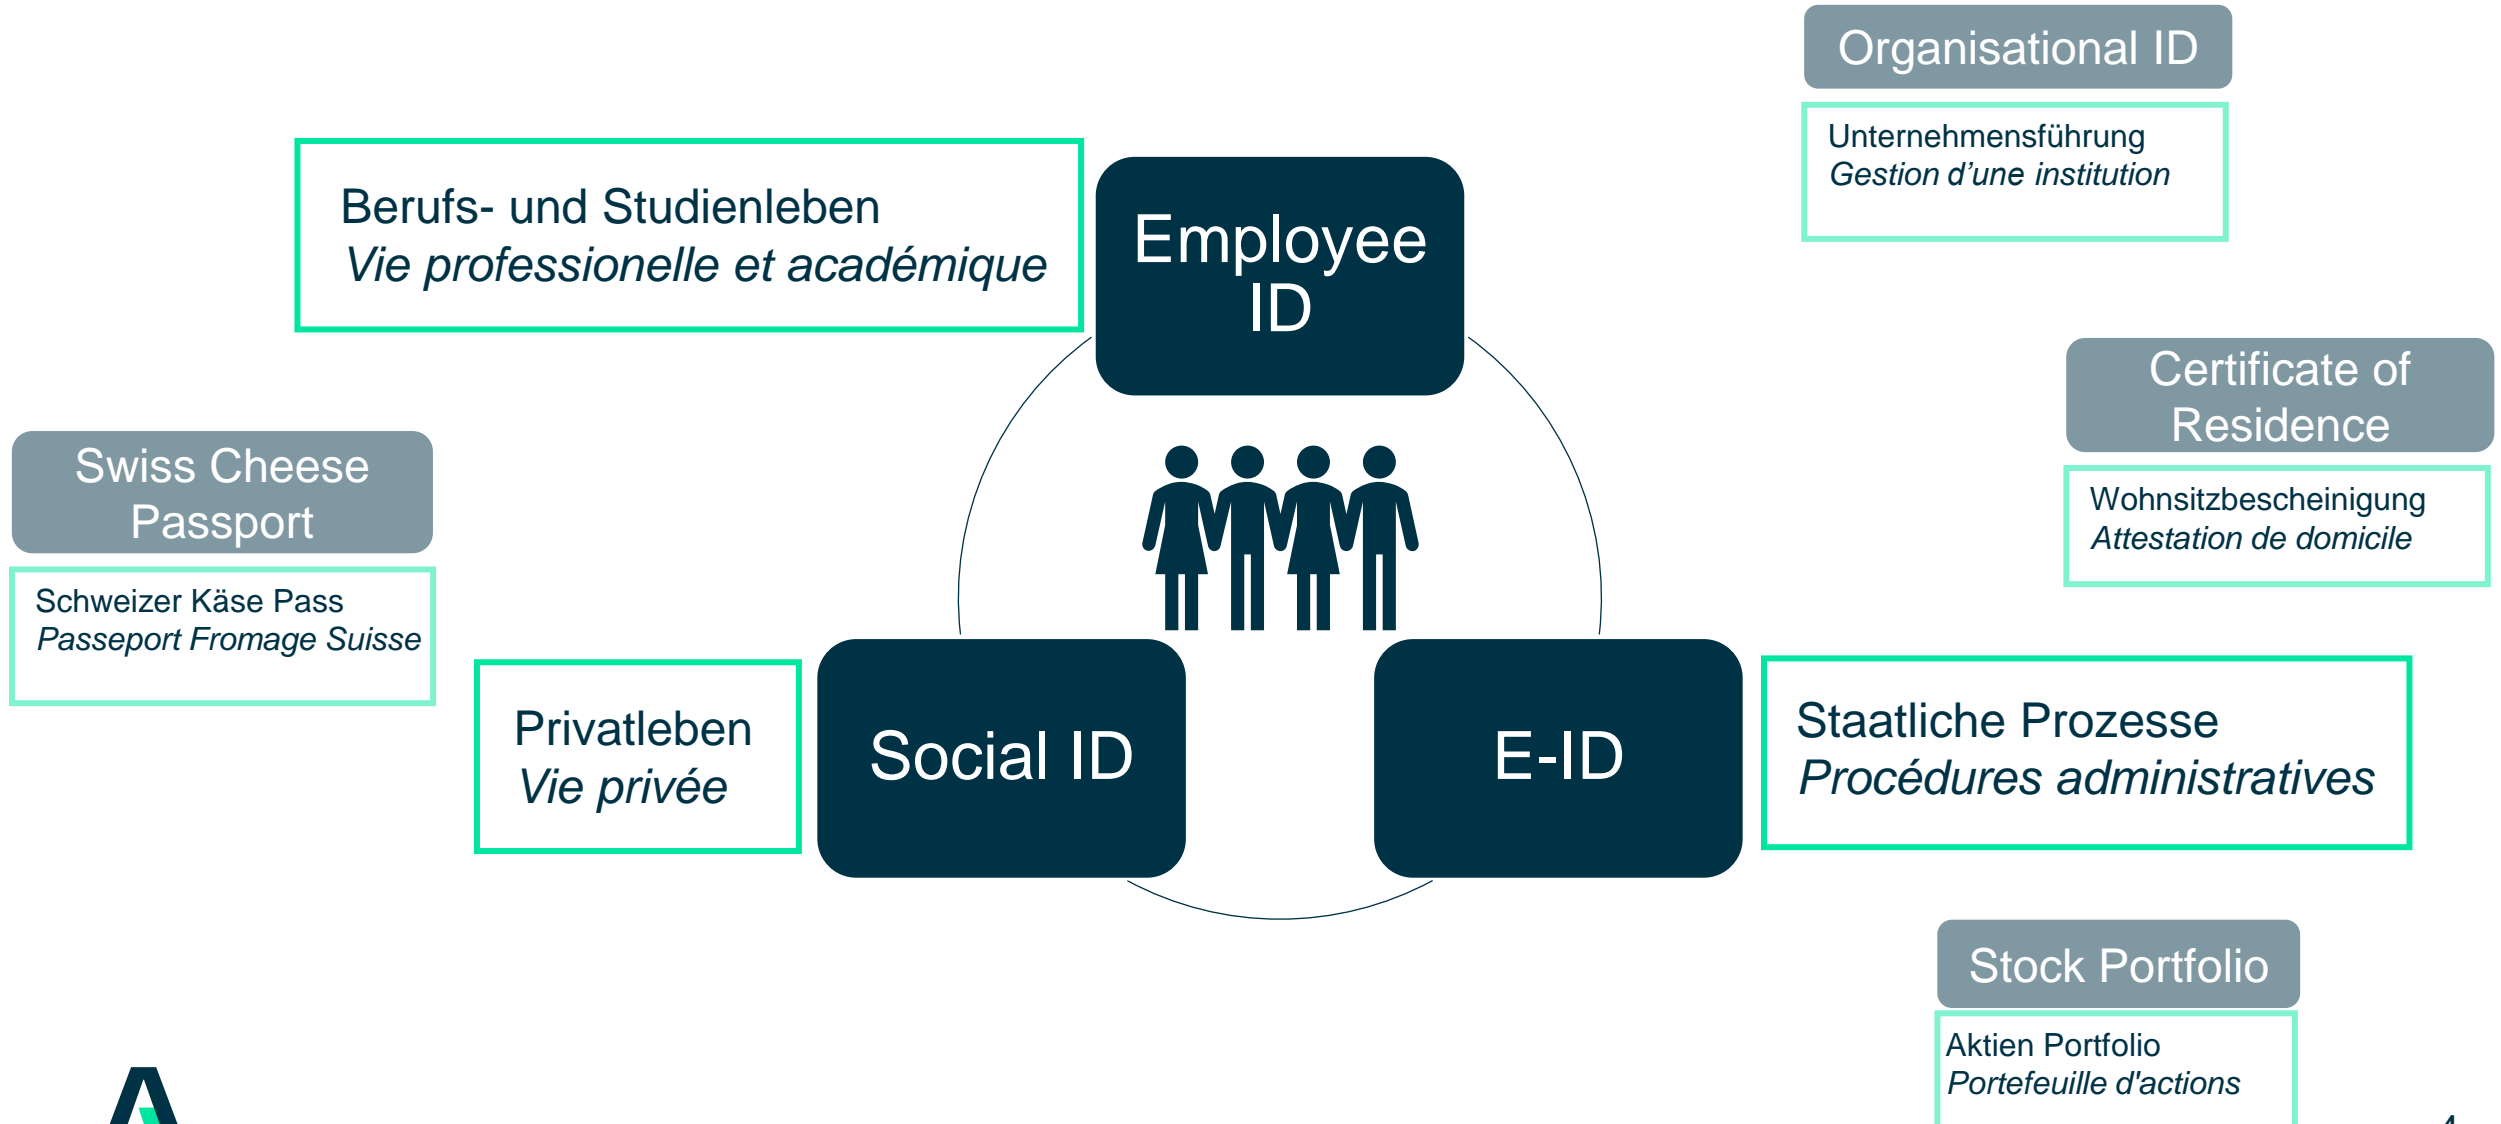 Organisational ID
Unternehmensführung
Gestion d’une institution
Berufs- und Studienleben
Vie professionelle et académique
Employee
ID
Certificate of
Residence
Wohnsitzbescheinigung
Attestation de domicile
Swiss Cheese
Passport
Schweizer Käse Pass
Passeport Fromage Suisse
Privatleben
Vie privée
Social ID
E-ID
Staatliche Prozesse
Procédures administratives
Stock Portfolio
Aktien Portfolio
Portefeuille d'actions